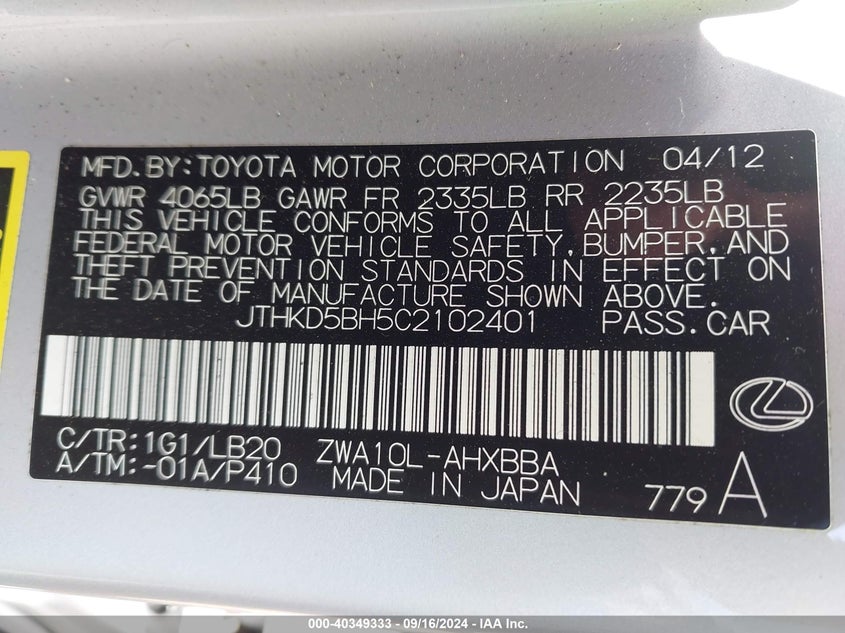 MFD.BY:TOYOTA MOTOR CORPORATION 04/12
GVWR 4065LB GAWR FR 2335LB RR 2235LB
THIS VEHICLE CONFORMS TO ALL APPLICABLE
FEDERAL MOTOR VEHICLE SAFETY,BUMPER,AND
THEFT PREVENTION STANDARDS IN EFFECT ON
THE DATE OF MANUFACTURE SHOWN ABOVE.
JTHKD5BH5C2102401 PASS.CAR
C/TR:1G1/LB20 ZWA10L-AHXBBA
A/TM:-01A/P410 MADE IN JAPAN 779A
000-40349333 - 09/16/2024 - IAA Inc.